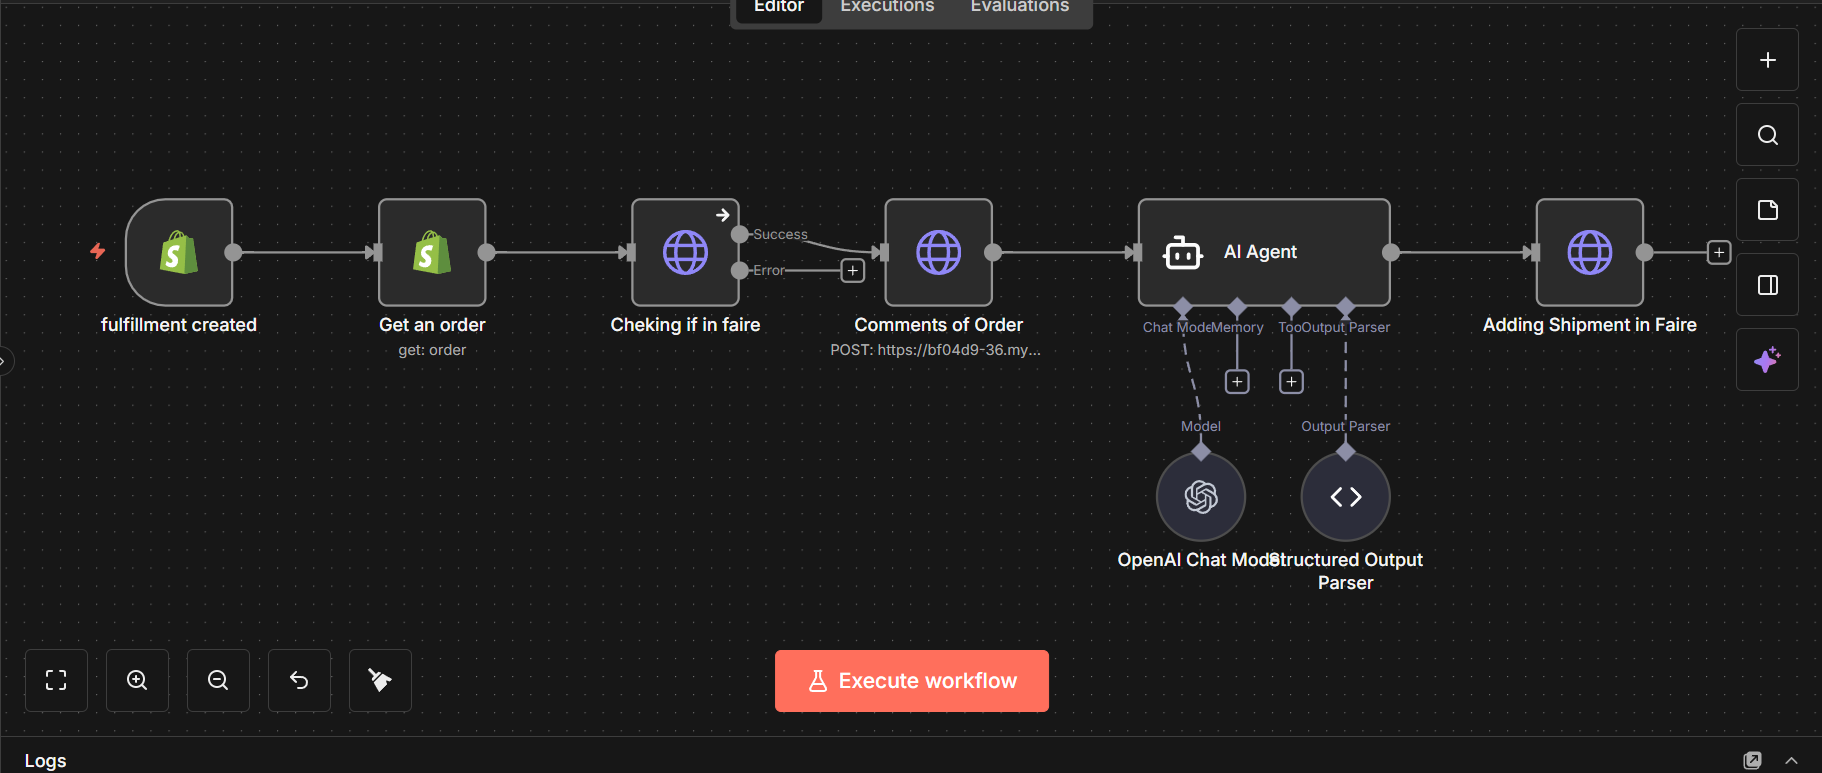 Editor
Executions
Evaluations
Success
Error
AI Agent
fulfillment created
Get an order
get: order
Cheking if in faire
Comments of Order
POST: https://bf04d9-36.my...
Chat Mode
Memory
Too
Output Parser
Adding Shipment in Faire
Model
Output Parser
OpenAI Chat Model
Structured Output
Parser
Execute workflow
Logs